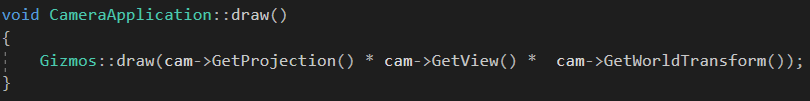 void CameraApplication::draw()
{
Gizmos::draw(cam->GetProjection() * cam->GetView() *  cam->GetWorldTransform());
}